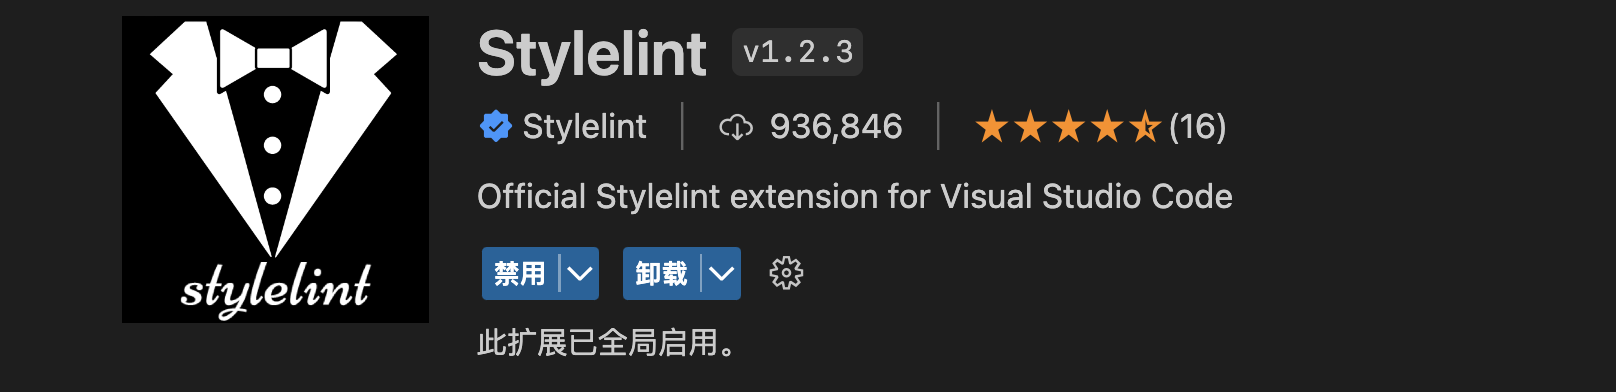 Stylelint v1.2.3
Stylelint 936,846 (16)
Official Stylelint extension for Visual Studio Code
禁用 卸载
stylelint
此扩展已全局启用。